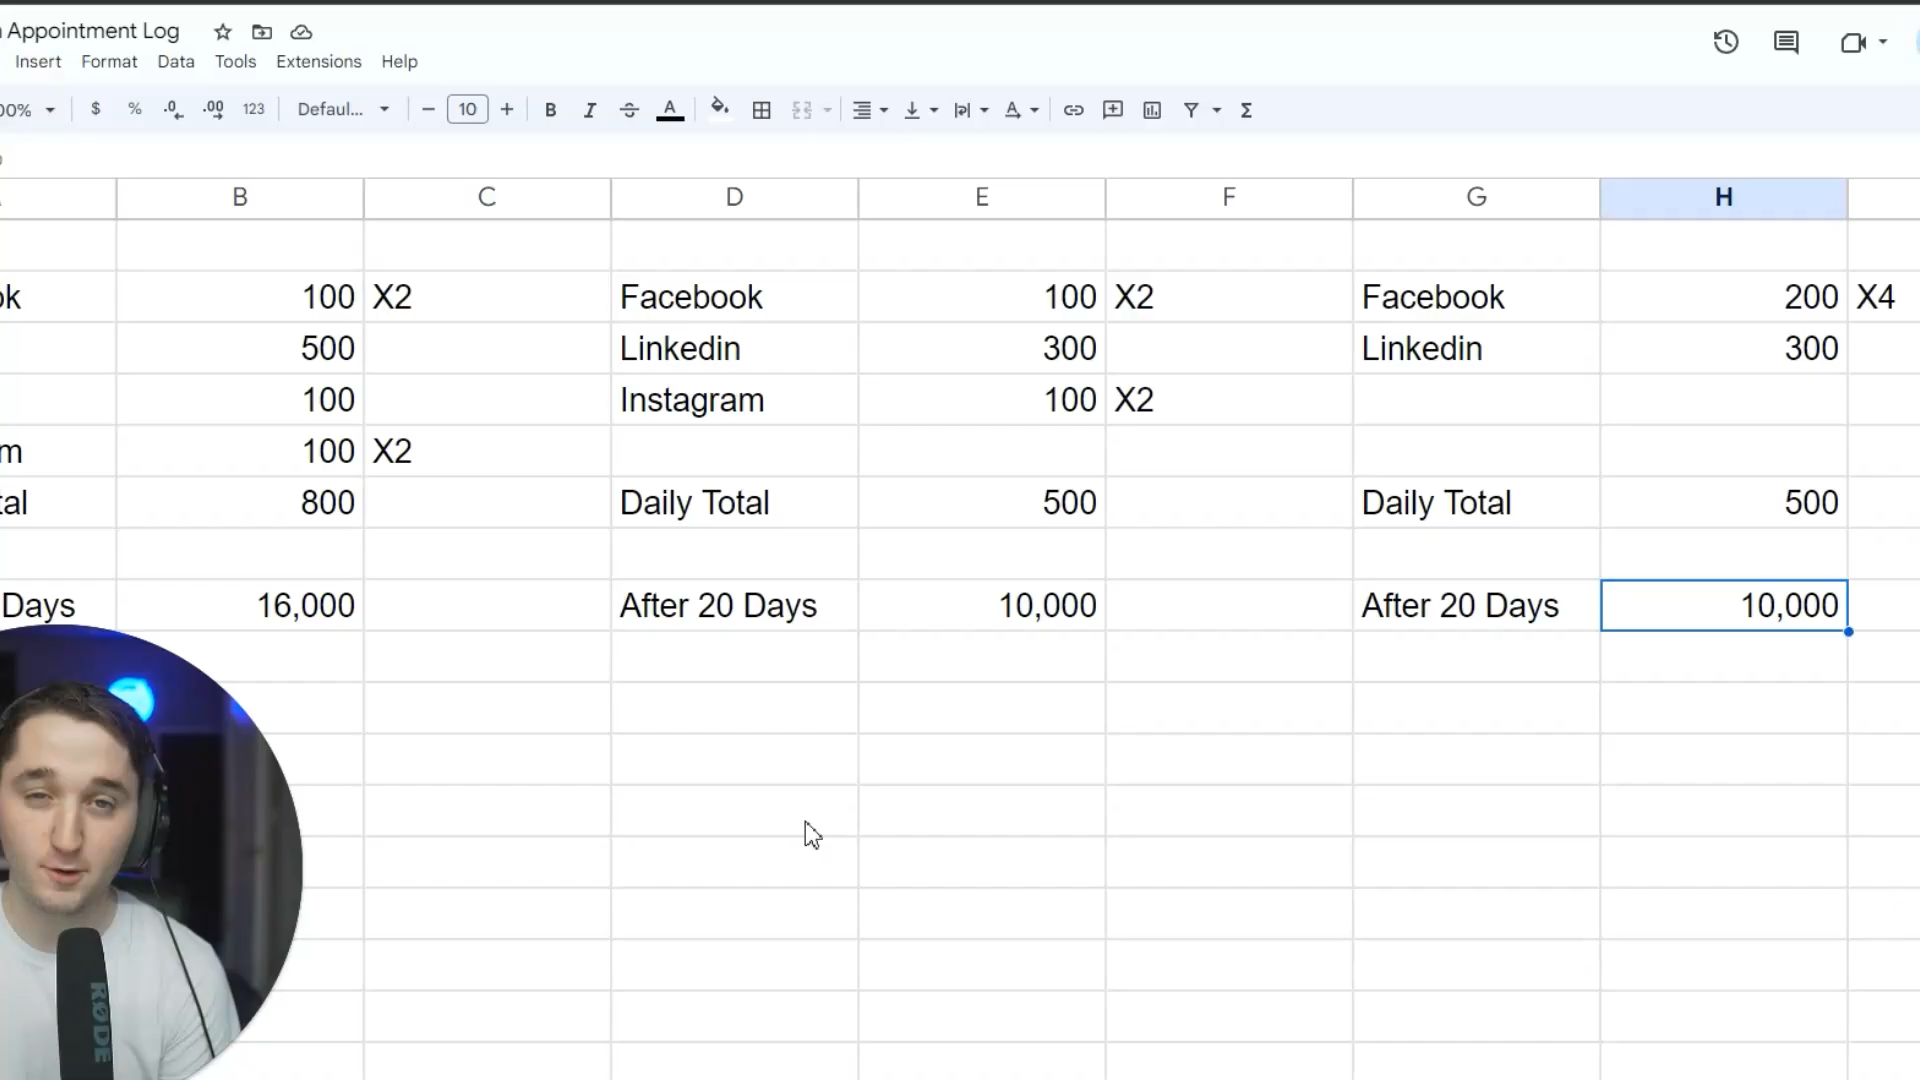 Appointment Log
Insert Format Data Tools Extensions Help
00% $ % .0 .00 123 Defaul... − 10 + B I S A Σ
B C D E F G H
ok 100 X2 Facebook 100 X2 Facebook 200 X4
500 Linkedin 300 Linkedin 300
100 Instagram 100 X2
m 100 X2
tal 800 Daily Total 500 Daily Total 500
Days 16,000 After 20 Days 10,000 After 20 Days 10,000
RØDE